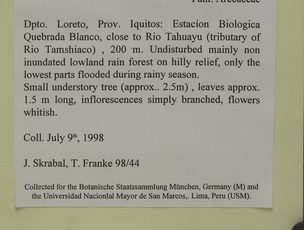 Fam. Arecaceae
Dpto. Loreto, Prov. Iquitos: Estacion Biologica
Quebrada Blanco, close to Rio Tahuayu (tributary of
Rio Tamshiaco) , 200 m. Undisturbed mainly non
inundated lowland rain forest on hilly relief, only the
lowest parts flooded during rainy season.
Small understory tree (approx.. 2.5m) , leaves approx.
1.5 m long, inflorescences simply branched, flowers
whitish.
Coll. July 9th, 1998
J. Skrabal, T. Franke 98/44
Collected for the Botanische Staatssammlung München, Germany (M) and
the Universidad Nacionlal Mayor de San Marcos,. Lima, Peru (USM).